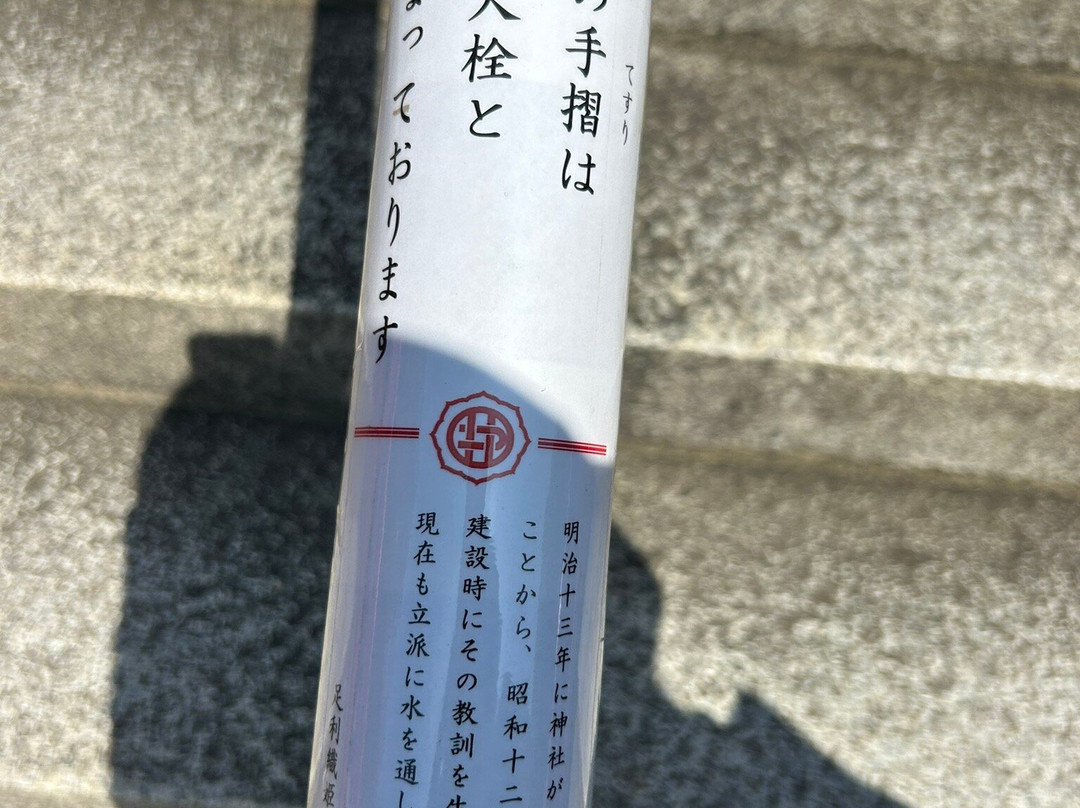 の手摺は
てすり
火栓と
なっております
明治十三年に神社が
ことから、昭和十二
建設時にその教訓を生
現在も立派に水を通し
足利織姫